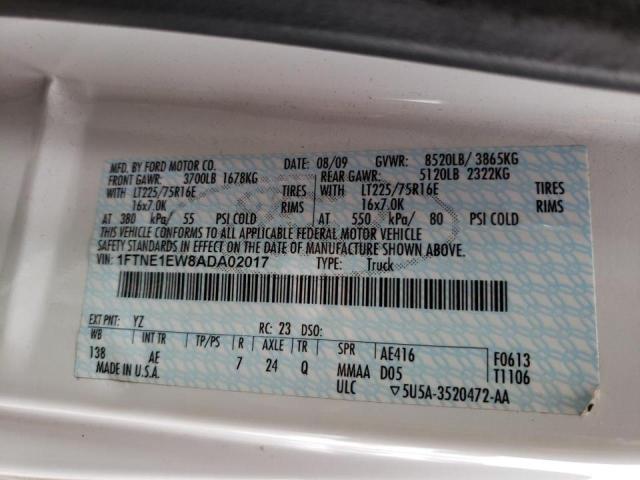 MFD. BY FORD MOTOR CO. DATE: 08/09 GVWR: 8520LB/ 3865KG
FRONT GAWR: 3700LB 1678KG REAR GAWR: 5120LB 2322KG
WITH LT225/75R16E TIRES WITH LT225/75R16E TIRES
16x7.0K RIMS 16x7.0K RIMS
AT 380 kPa/ 55 PSI COLD AT 550 kPa/ 80 PSI COLD
THIS VEHICLE CONFORMS TO ALL APPLICABLE FEDERAL MOTOR VEHICLE
SAFETY STANDARDS IN EFFECT ON THE DATE OF MANUFACTURE SHOWN ABOVE.
VIN: 1FTNE1EW8ADA02017 TYPE: Truck
EXT PNT: YZ RC: 23 DSO:
WB INT TR TP/PS R AXLE TR SPR AE416 F0613
138 AE 7 24 Q MMAA D05 T1106
MADE IN U.S.A. ULC ▽5U5A-3520472-AA